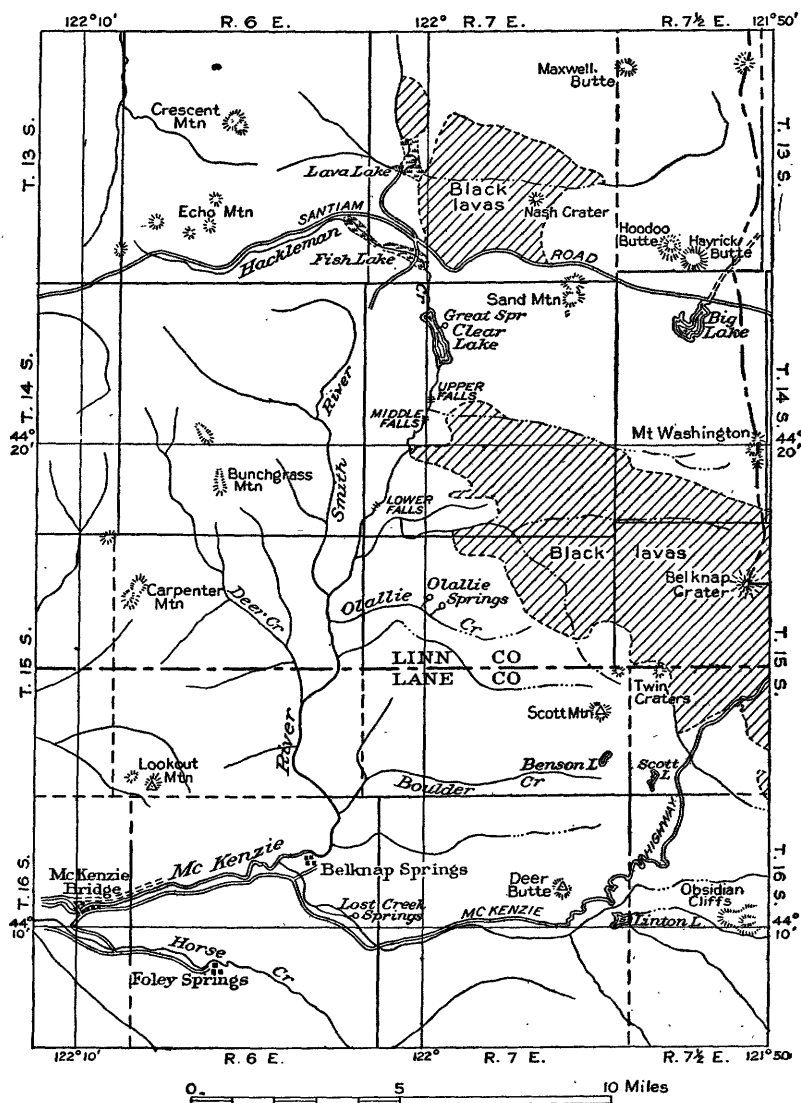 122° 10' R. 6 E. 122° R. 7 E. R. 7½ E. 121° 50'
Maxwell Butte
Crescent Mtn
T. 13 S.
T. 13 S.
Lava Lake
Black lavas
Nash Crater
Echo Mtn
SANTIAM
ROAD
Hackleman
Cr
Fish Lake
Hoodoo Butte
Hayrick Butte
Sand Mtn
Great Spr
Clear Lake
Big Lake
T. 14 S.
T. 14 S.
River
Smith
UPPER FALLS
MIDDLE FALLS
44° 20'
Mt Washington
44° 20'
Bunchgrass Mtn
LOWER FALLS
Black lavas
Belknap Crater
Carpenter Mtn
Deer Cr
Olallie
Cr
Olallie Springs
T. 15 S.
T. 15 S.
LINN CO
LANE CO
Twin Craters
Scott Mtn
River
Benson L
Scott L
Lookout Mtn
Boulder
Cr
HIGHWAY
T. 16 S.
T. 16 S.
McKenzie
McKenzie Bridge
Belknap Springs
Deer Butte
Obsidian Cliffs
Lost Creek Springs
MCKENZIE
Linton L
44° 10'
44° 10'
Horse
Cr
Foley Springs
122° 10' R. 6 E. 122° R. 7 E. R. 7½ E. 121° 50'
0 5 10 Miles